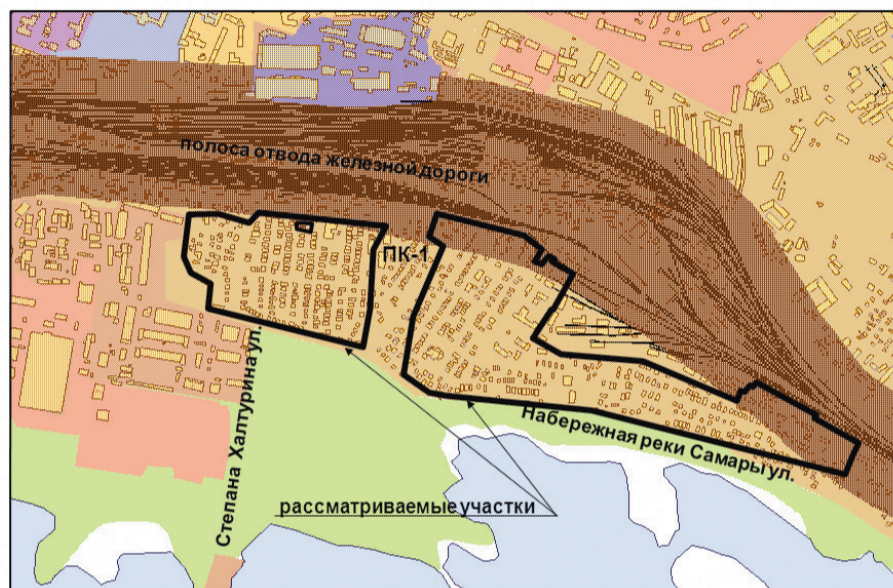 полоса отвода железной дороги
ПК-1
Степана Халтурина ул.
Набережная реки Самары ул.
рассматриваемые участки